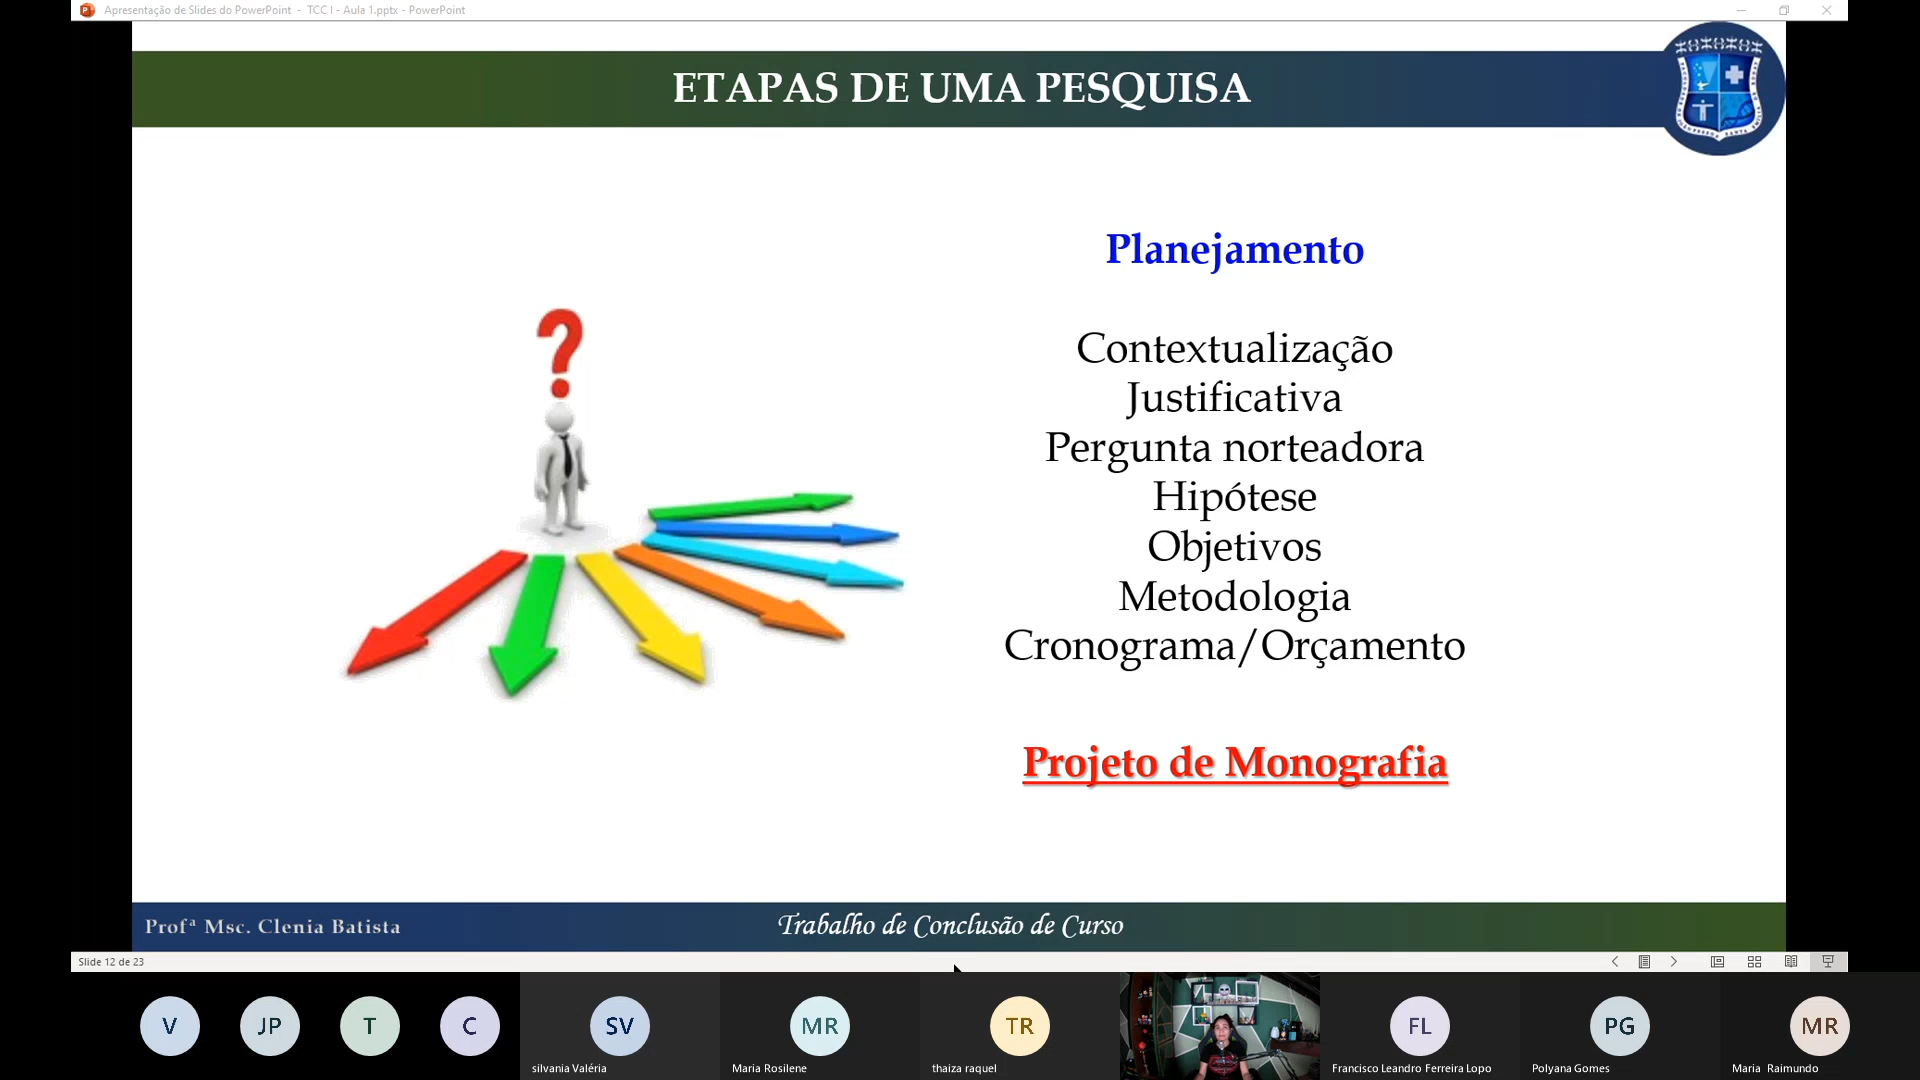 Apresentação de Slides do PowerPoint - TCC I - Aula 1.pptx - PowerPoint
ETAPAS DE UMA PESQUISA
Planejamento
Contextualização
Justificativa
Pergunta norteadora
Hipótese
Objetivos
Metodologia
Cronograma/Orçamento
Projeto de Monografia
?
Profª Msc. Clenia Batista
Trabalho de Conclusão de Curso
Slide 12 de 23
V
JP
T
C
SV
MR
TR
FL
PG
MR
silvania Valéria
Maria Rosilene
thaiza raquel
Francisco Leandro Ferreira Lopo
Polyana Gomes
Maria Raimundo